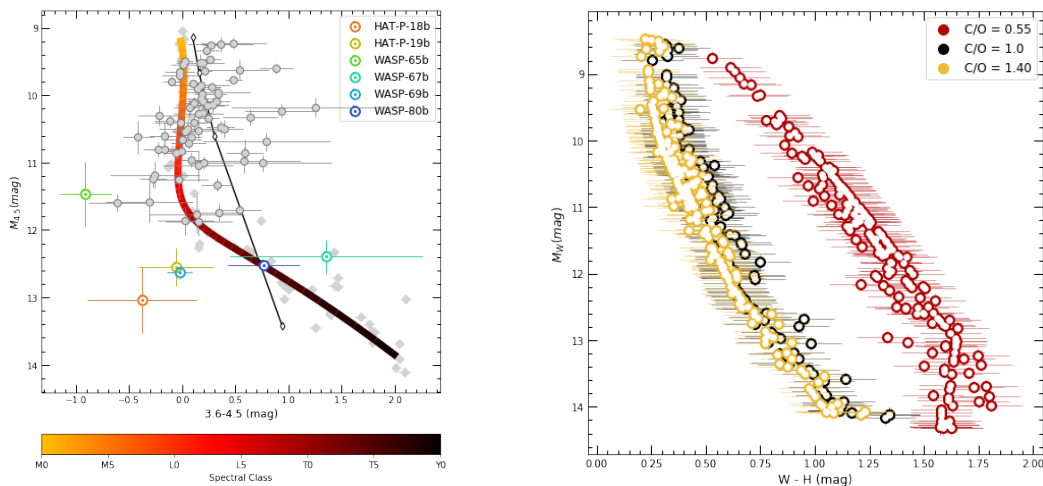 HAT-P-18b
HAT-P-19b
WASP-65b
WASP-67b
WASP-69b
WASP-80b
9
10
11
12
13
14
M4.5(mag)
−1.0 −0.5 0.0 0.5 1.0 1.5 2.0
3.6-4.5 (mag)
M0 M5 L0 L5 T0 T5 Y0
Spectral Class
C/O = 0.55
C/O = 1.0
C/O = 1.40
9
10
11
12
13
14
MW(mag)
0.00 0.25 0.50 0.75 1.00 1.25 1.50 1.75 2.00
W - H (mag)